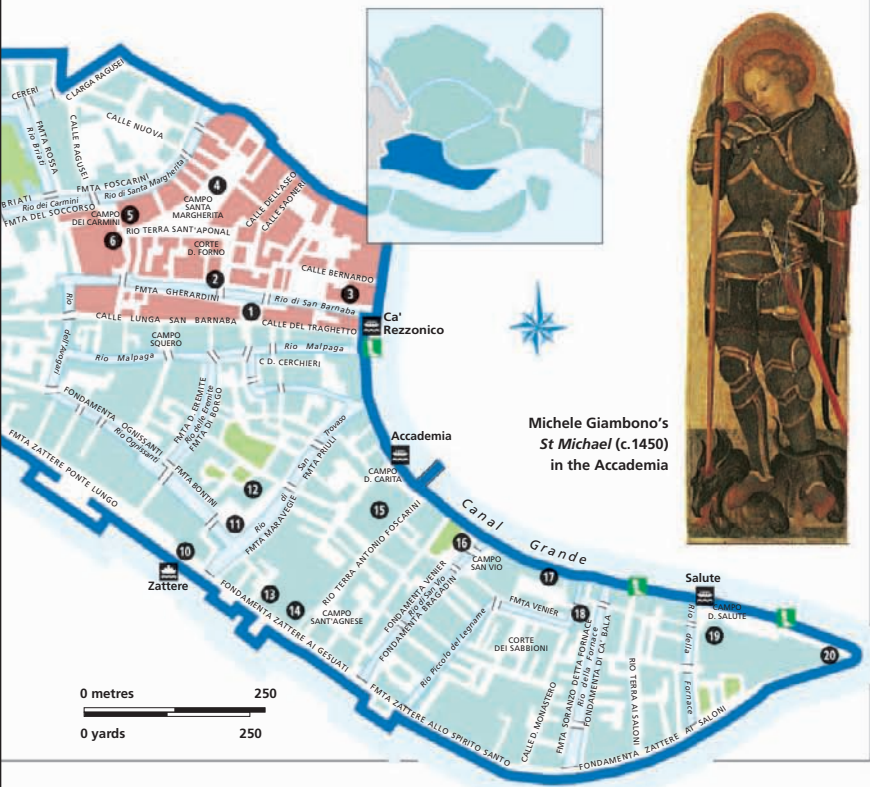 CERERI
C LARGA RAGUSEI
FMTA ROSSA
Rio Briati
CALLE RAGUSEI
CALLE NUOVA
BRIATI
FMTA FOSCARINI
Rio dei Carmini
Rio di Santa Margherita
FMTA DEL SOCCORSO
4
CAMPO
SANTA
MARGHERITA
CALLE DELL'ASEO
CALLE SAONERI
5
CAMPO
DEI CARMINI
6
RIO TERRA SANT'APONAL
CORTE
D. FORNO
2
CALLE BERNARDO
FMTA GHERARDINI
Rio di San Barnaba
3
1
Rio
dell'Avogari
CALLE LUNGA SAN BARNABA
CALLE DEL TRAGHETTO
Ca'
Rezzonico
CAMPO
SQUERO
Rio Malpaga
Rio Malpaga
C D. CERCHIERI
FONDAMENTA OGNISSANTI
Rio Ognissanti
FMTA D. EREMITE
Rio delle Eremite
FMTA DI BORGO
Rio di San Trovaso
FMTA PRIULI
FMTA MARAVEGIE
FMTA BONTINI
FMTA ZATTERE PONTE LUNGO
12
11
10
Zattere
Accademia
CAMPO
D. CARITA
15
RIO TERRA ANTONIO FOSCARINI
Canal Grande
16
CAMPO
SAN VIO
17
13
14
CAMPO
SANT'AGNESE
FONDAMENTA ZATTERE AI GESUATI
FONDAMENTA VENIER
Rio di San Vio
FONDAMENTA BRAGADIN
Rio Piccolo del Legname
FMTA VENIER
18
CORTE
DEI SABBIONI
FMTA ZATTERE ALLO SPIRITO SANTO
CALLE D. MONASTERO
FMTA SORANZO DETTA FORNACE
Rio della Fornace
FONDAMENTA DI CA' BALA
RIO TERRA AI SALONI
Rio della Fornace
Salute
CAMPO
D. SALUTE
19
20
FONDAMENTA ZATTERE AI SALONI
0 metres 250
0 yards 250
Michele Giambono's
St Michael (c.1450)
in the Accademia